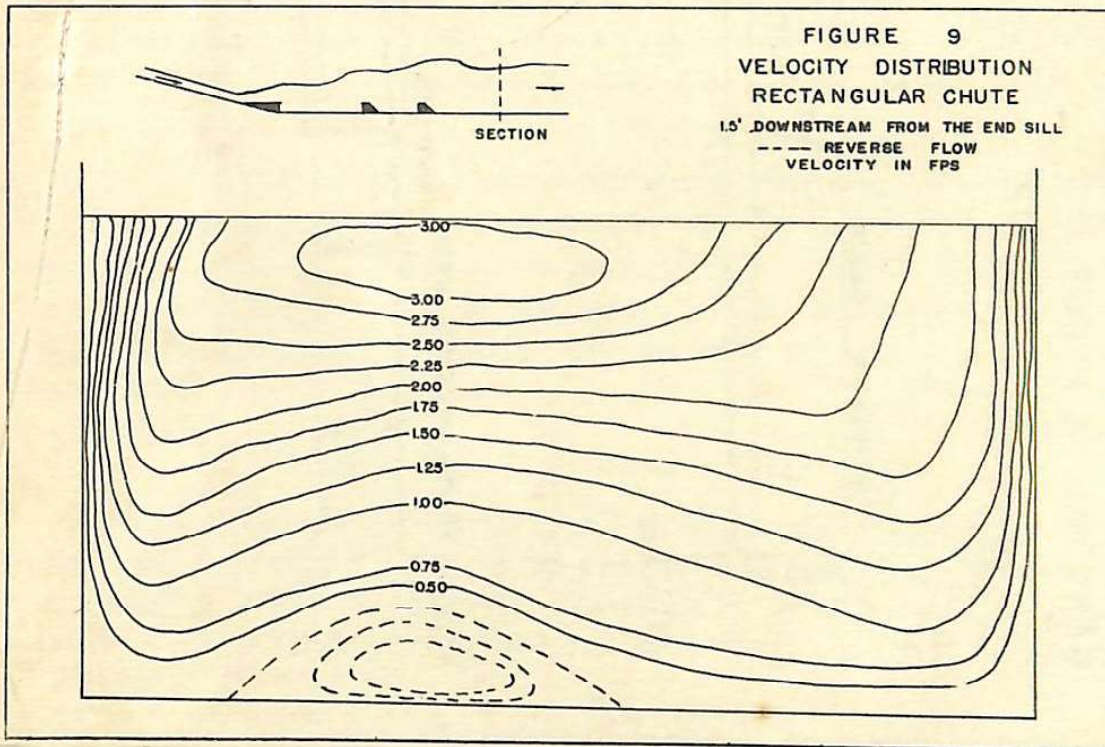 FIGURE 9
VELOCITY DISTRIBUTION
RECTANGULAR CHUTE
1.5' DOWNSTREAM FROM THE END SILL
---- REVERSE FLOW
VELOCITY IN FPS
SECTION
3.00
3.00
2.75
2.50
2.25
2.00
1.75
1.50
1.25
1.00
0.75
0.50